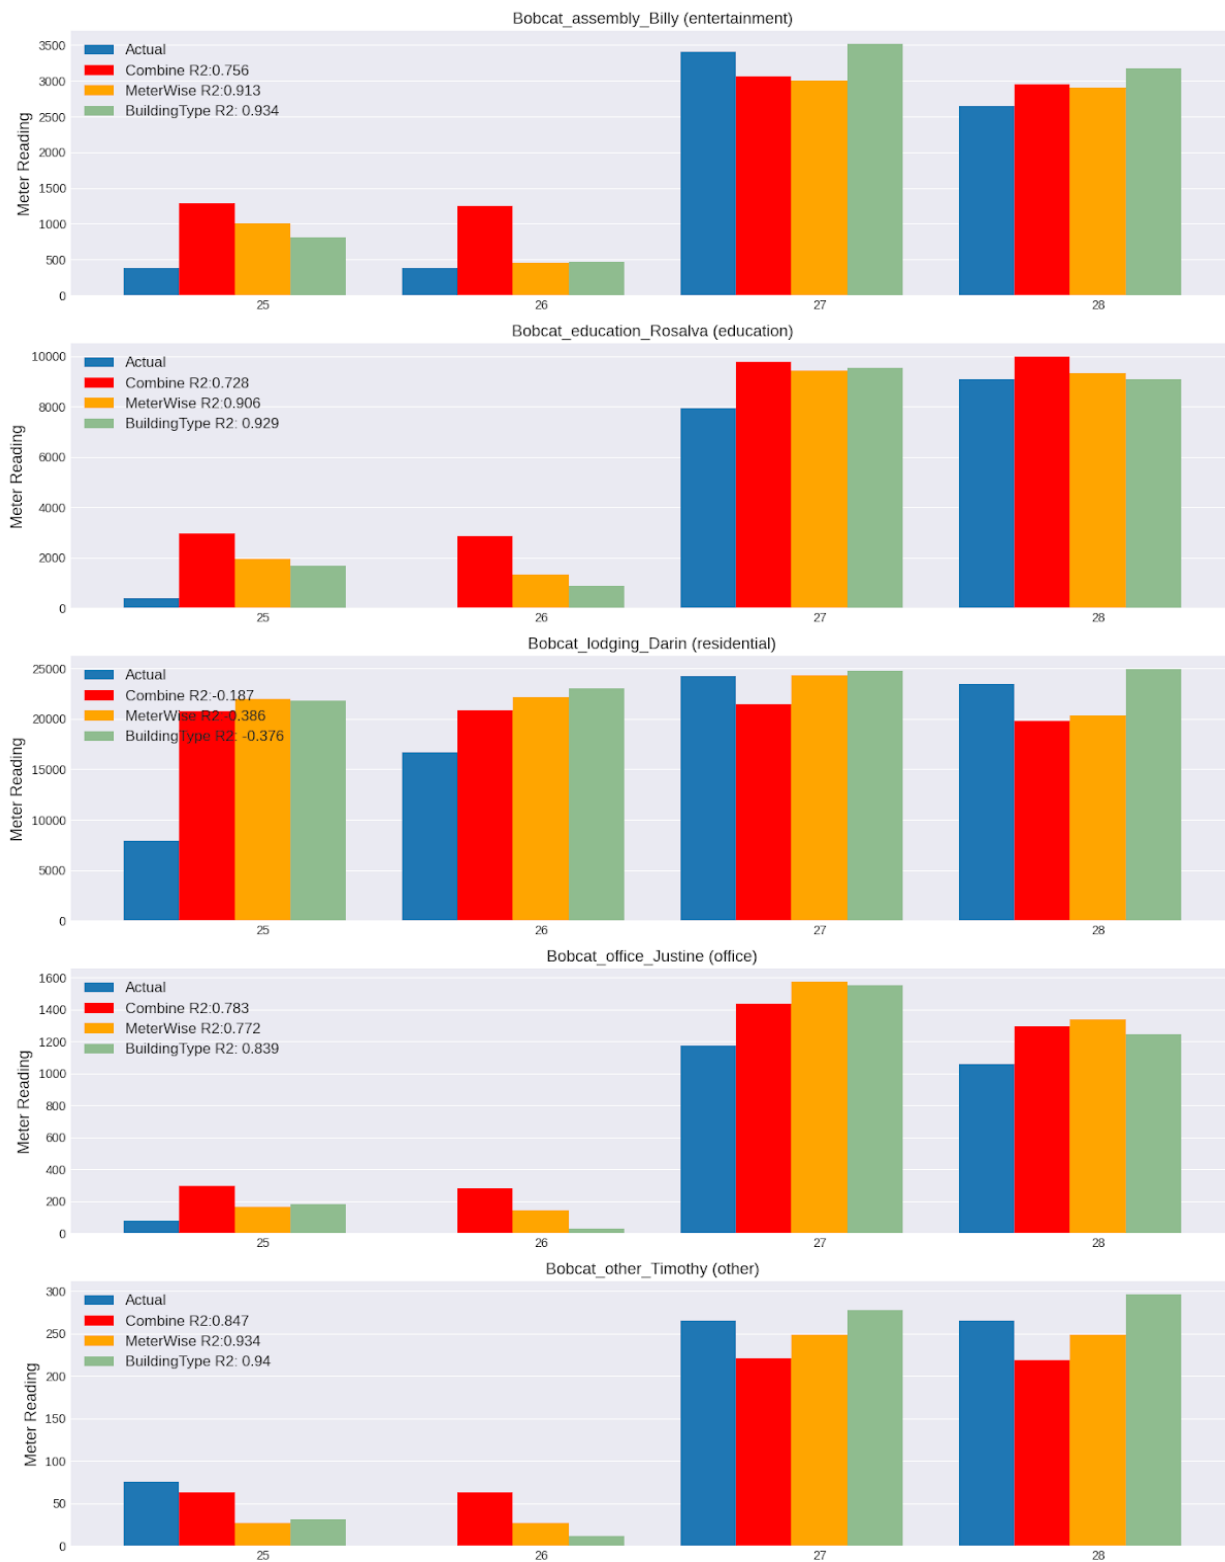 Bobcat_assembly_Billy (entertainment)
Meter Reading
3500
3000
2500
2000
1500
1000
500
0
Actual
Combine R2:0.756
MeterWise R2:0.913
BuildingType R2: 0.934
25 26 27 28
Bobcat_education_Rosalva (education)
Meter Reading
10000
8000
6000
4000
2000
0
Actual
Combine R2:0.728
MeterWise R2:0.906
BuildingType R2: 0.929
25 26 27 28
Bobcat_lodging_Darin (residential)
Meter Reading
25000
20000
15000
10000
5000
0
Actual
Combine R2:-0.187
MeterWise R2:-0.386
BuildingType R2: -0.376
25 26 27 28
Bobcat_office_Justine (office)
Meter Reading
1600
1400
1200
1000
800
600
400
200
0
Actual
Combine R2:0.783
MeterWise R2:0.772
BuildingType R2: 0.839
25 26 27 28
Bobcat_other_Timothy (other)
Meter Reading
300
250
200
150
100
50
0
Actual
Combine R2:0.847
MeterWise R2:0.934
BuildingType R2: 0.94
25 26 27 28